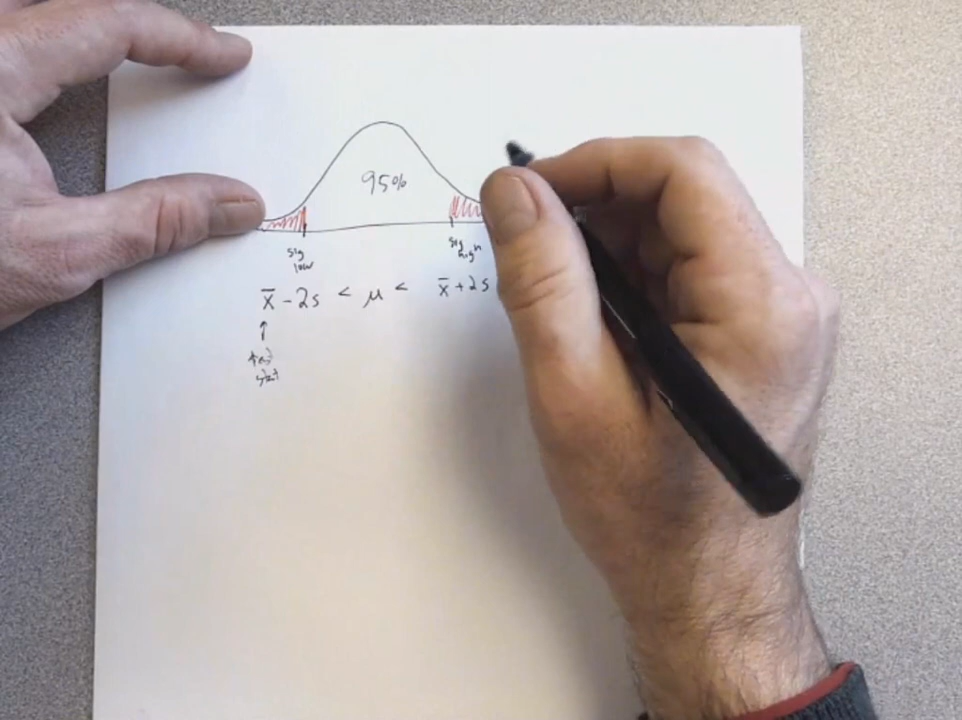 95%
sig low
sig high
x̄ - 2s < μ < x̄ + 2s
test
stat